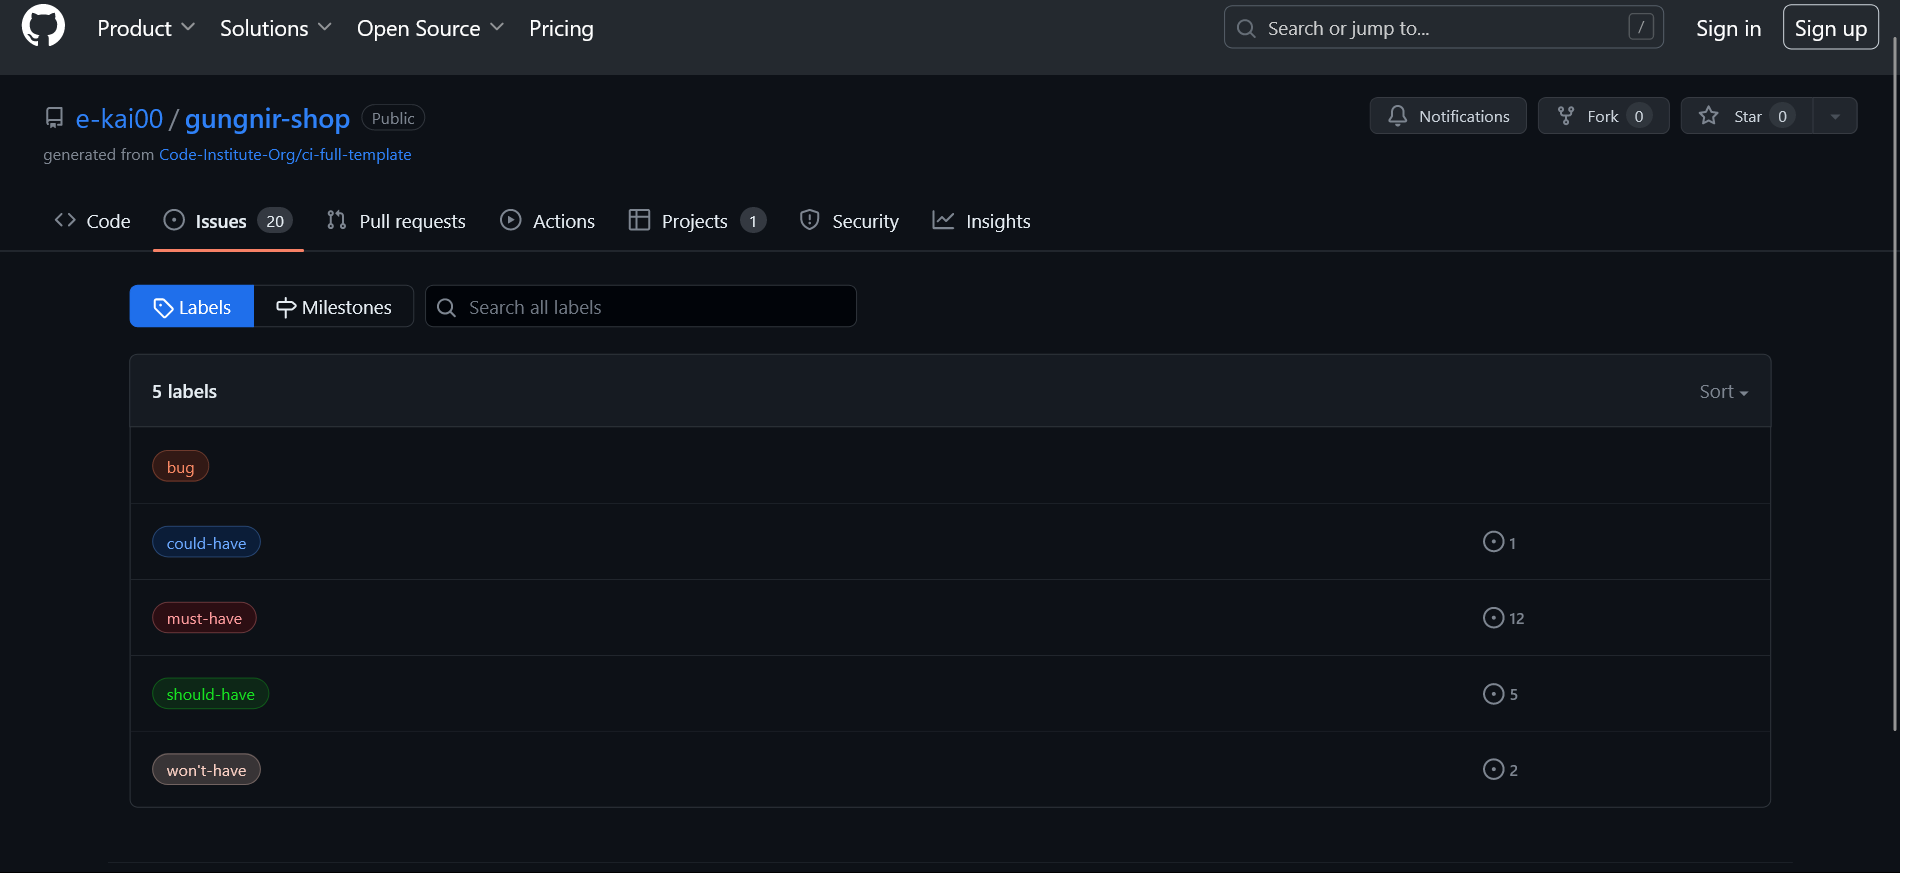 Product Solutions Open Source Pricing Search or jump to... / Sign in Sign up
e-kai00 / gungnir-shop Public Notifications Fork 0 Star 0
generated from Code-Institute-Org/ci-full-template
Code Issues 20 Pull requests Actions Projects 1 Security Insights
Labels Milestones Search all labels
5 labels Sort
bug
could-have 1
must-have 12
should-have 5
won't-have 2